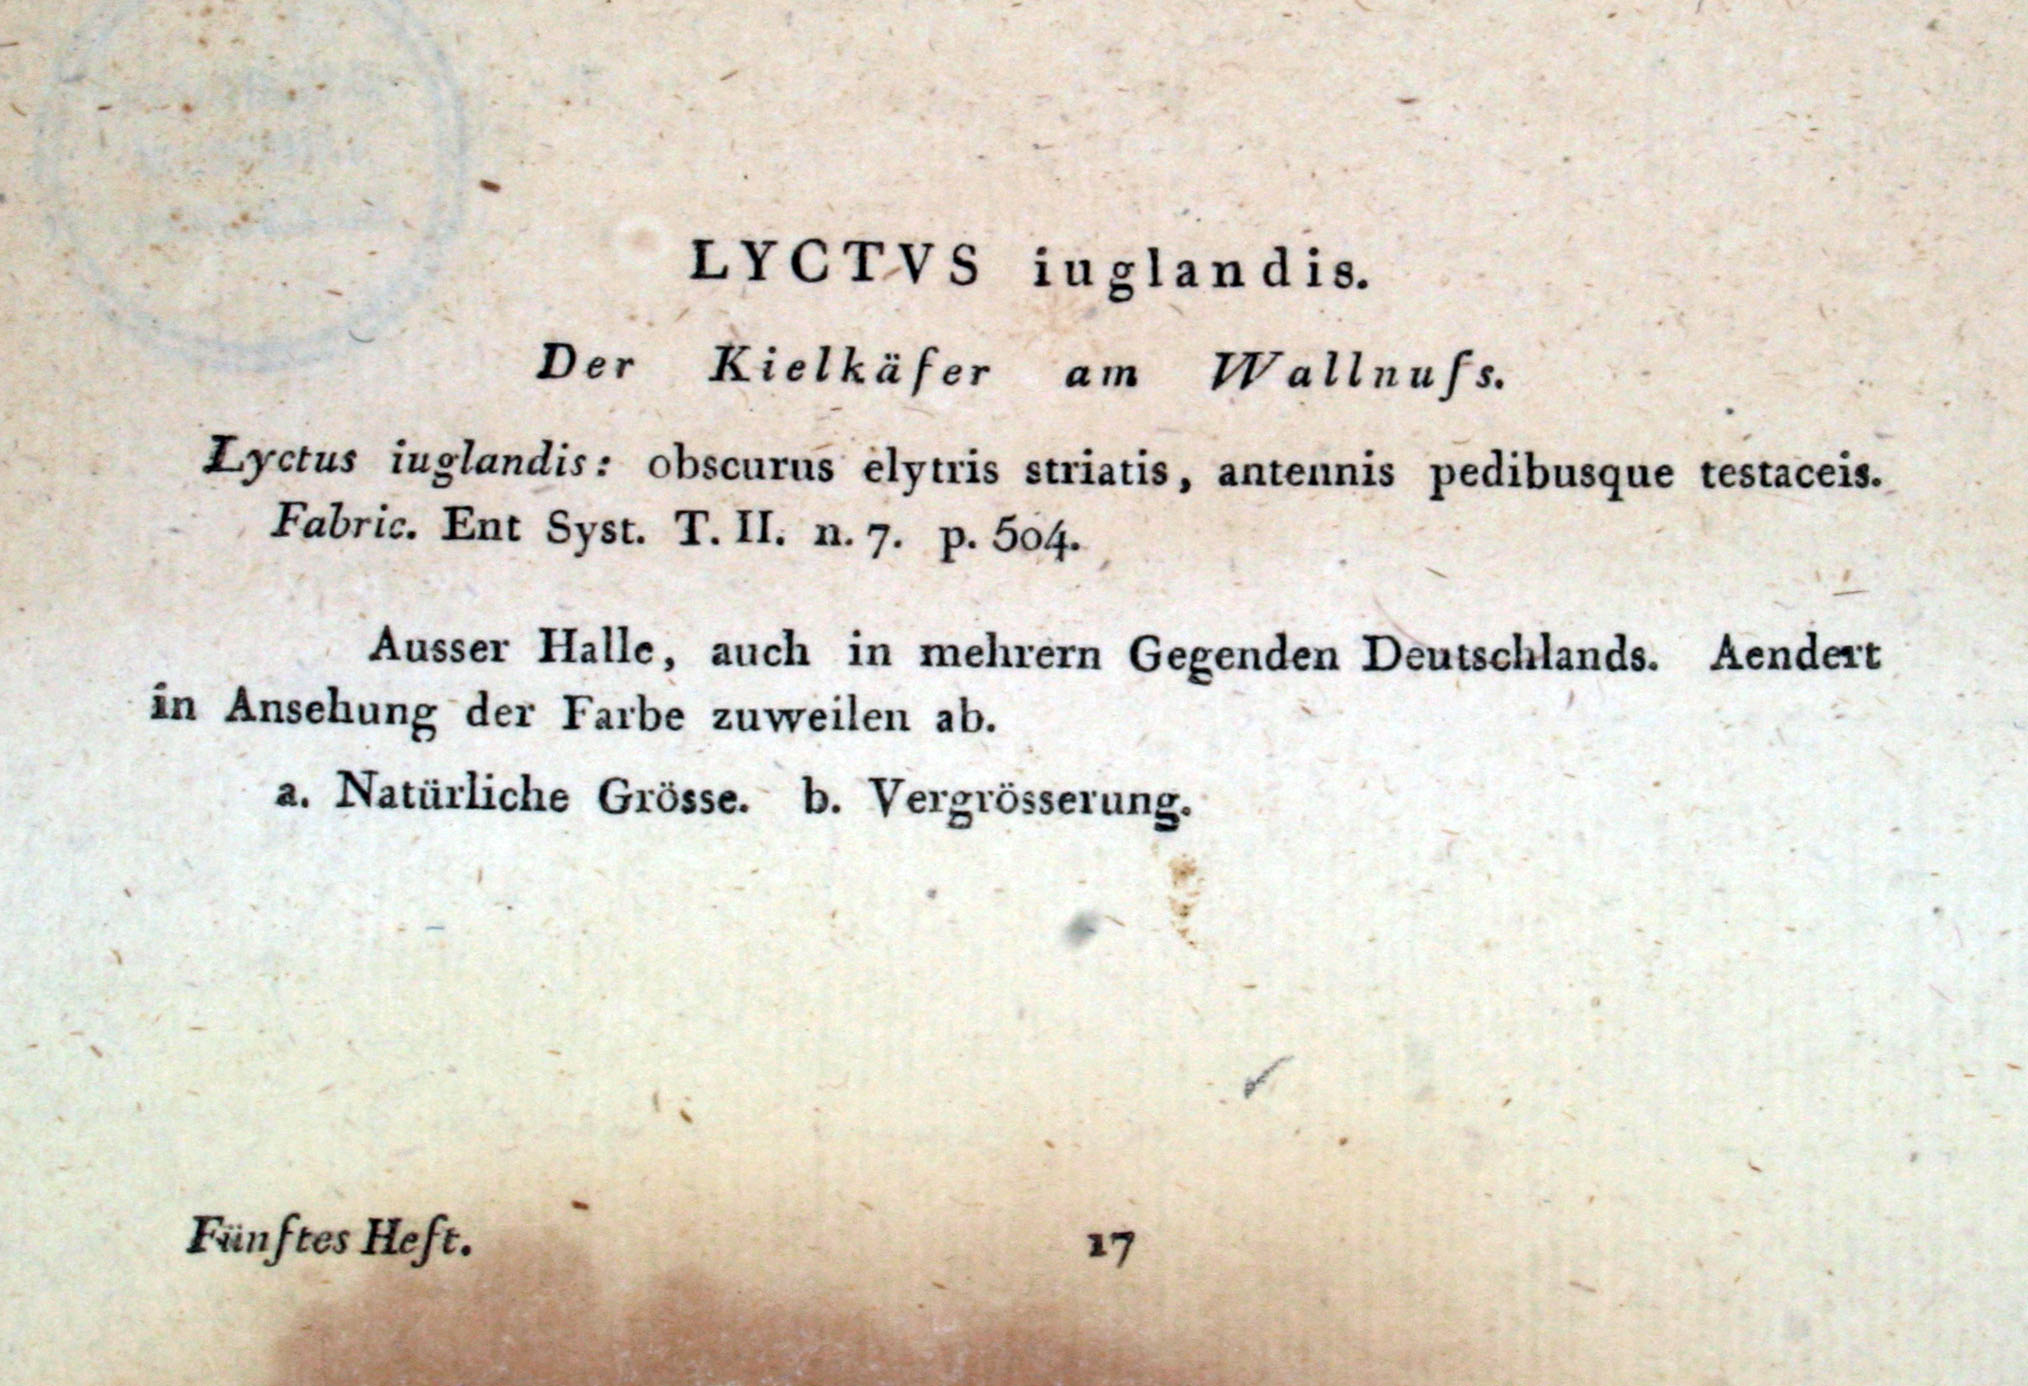 LYCTVS iuglandis.
Der Kielkäfer am Wallnuſs.
Lyctus iuglandis: obscurus elytris striatis, antennis pedibusque testaceis.
Fabric. Ent Syst. T. II. n. 7. p. 504.
Ausser Halle, auch in mehrern Gegenden Deutschlands. Aendert
in Ansehung der Farbe zuweilen ab.
a. Natürliche Grösse. b. Vergrösserung.
Fünftes Heft. 17